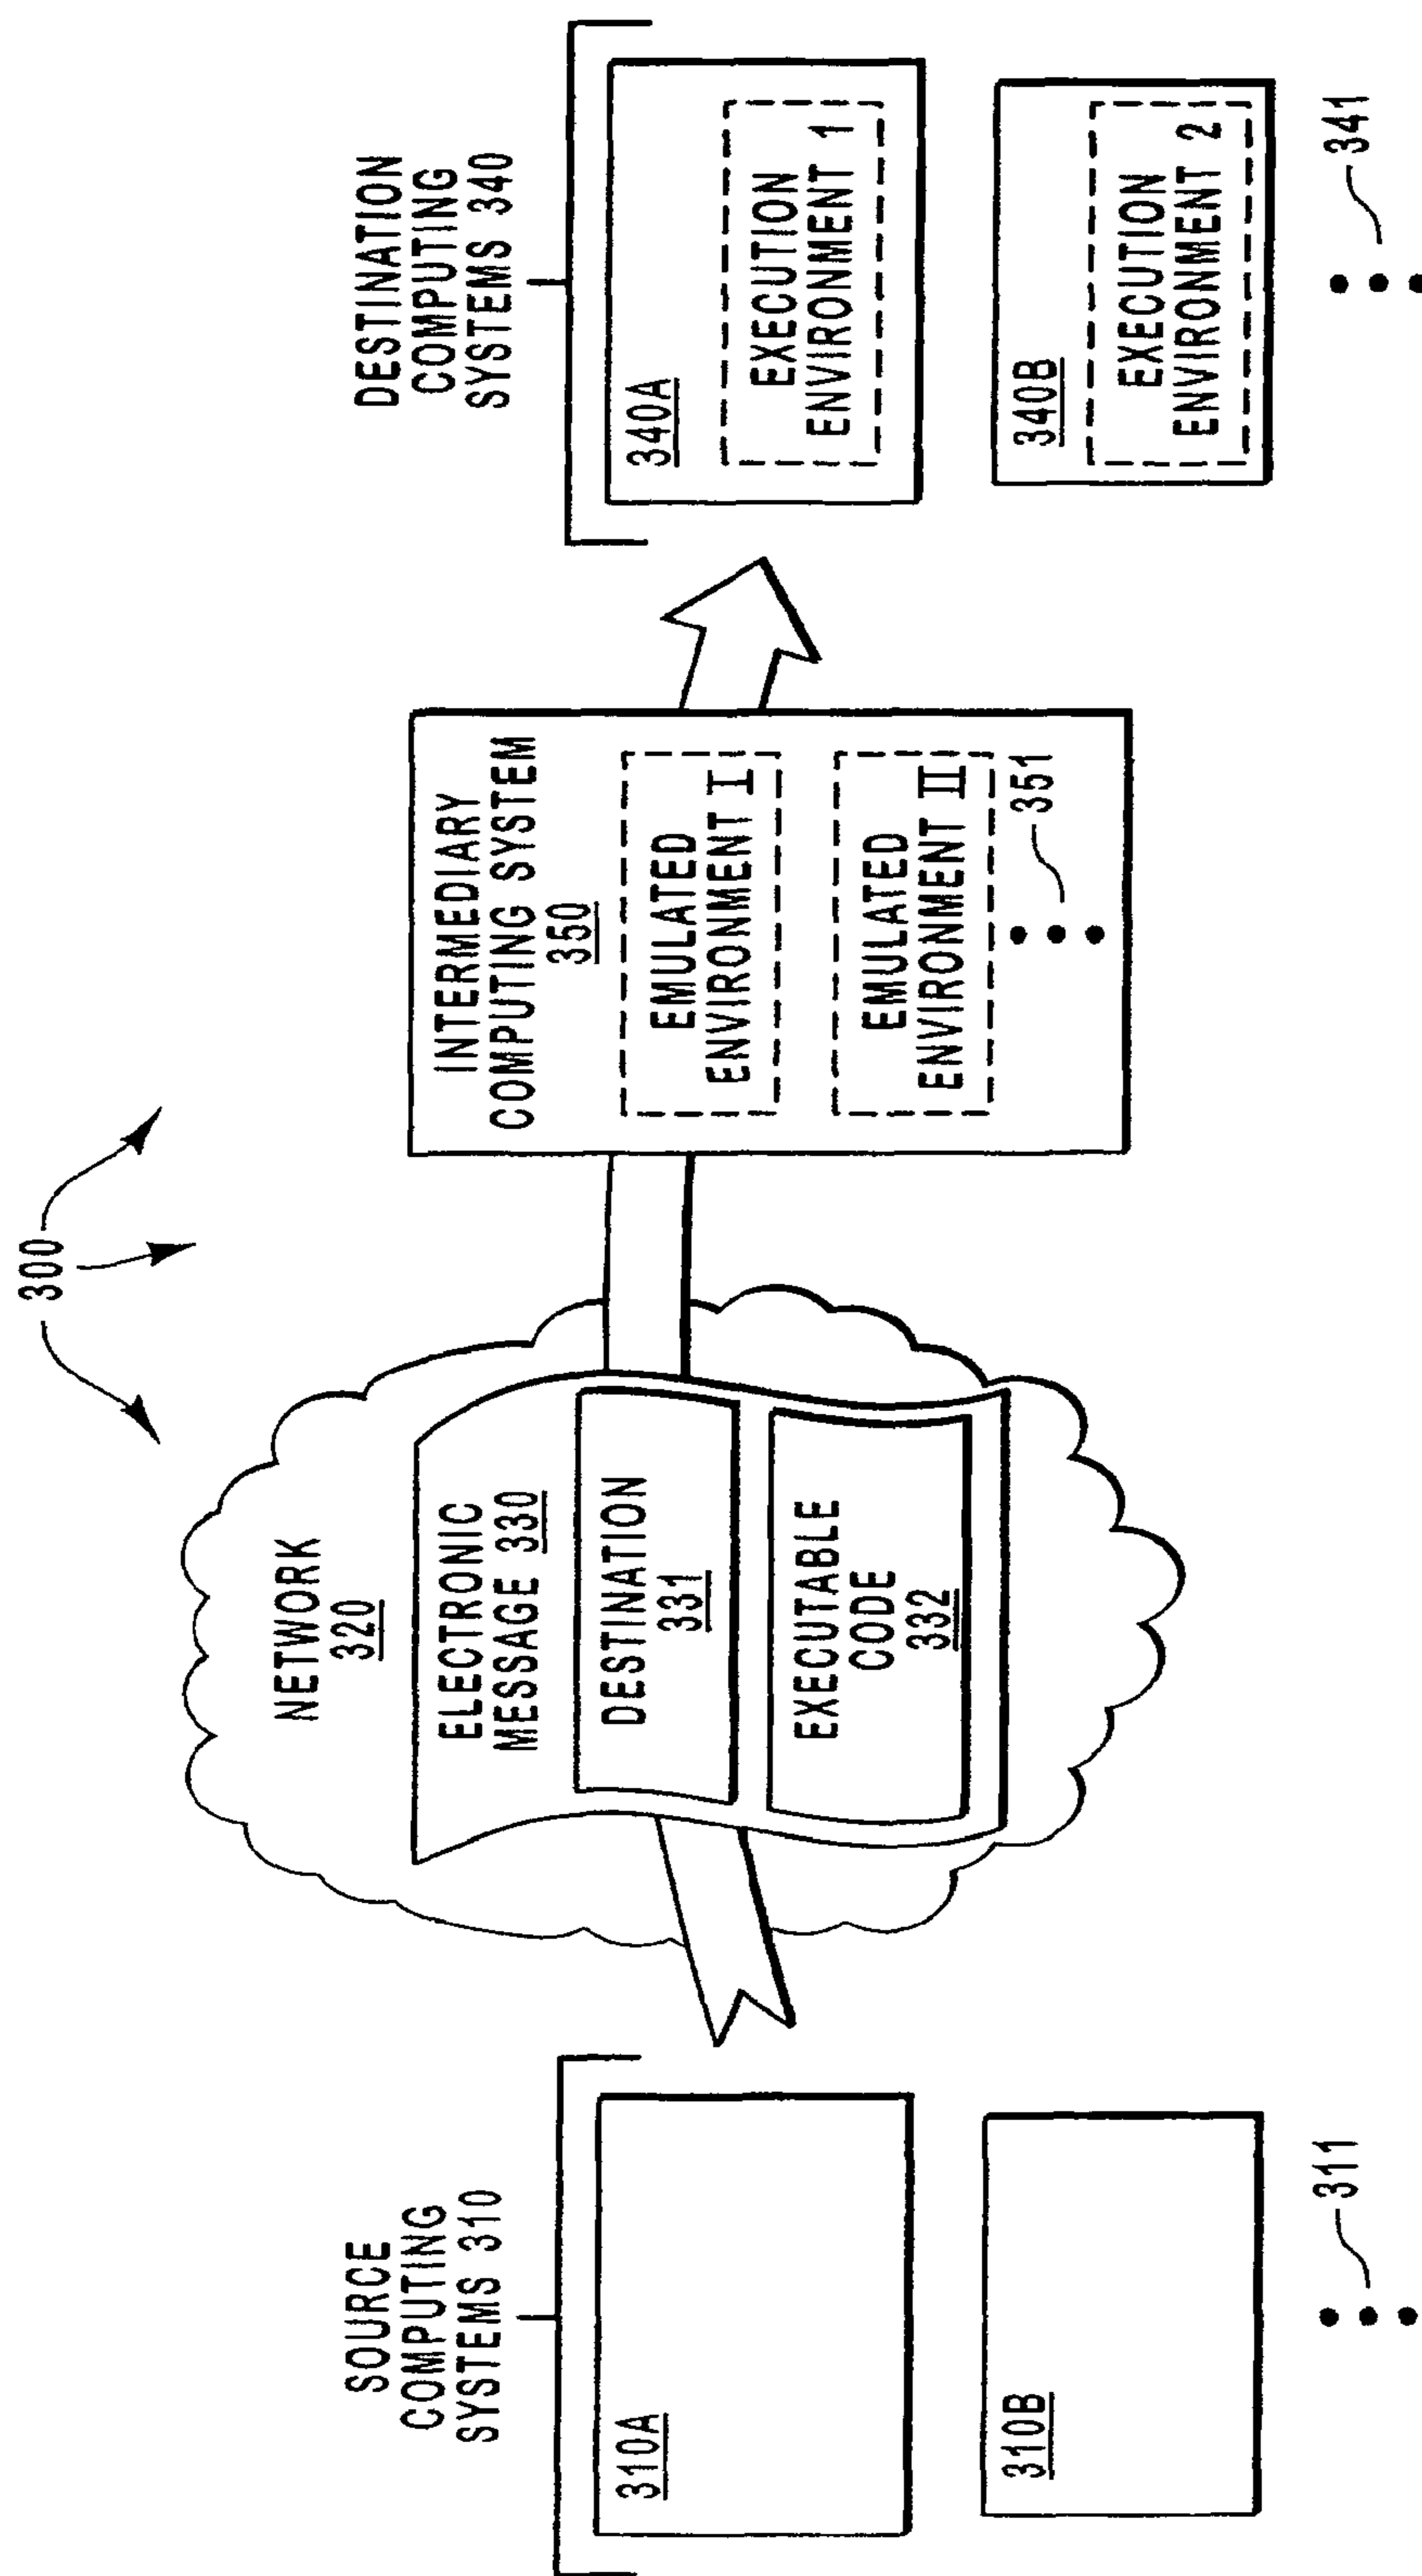 300
SOURCE
COMPUTING
SYSTEMS 310
310A
310B
311
NETWORK
320
ELECTRONIC
MESSAGE 330
DESTINATION
331
EXECUTABLE
CODE
332
INTERMEDIARY
COMPUTING SYSTEM
350
EMULATED
ENVIRONMENT I
EMULATED
ENVIRONMENT II
351
DESTINATION
COMPUTING
SYSTEMS 340
340A
EXECUTION
ENVIRONMENT 1
340B
EXECUTION
ENVIRONMENT 2
341